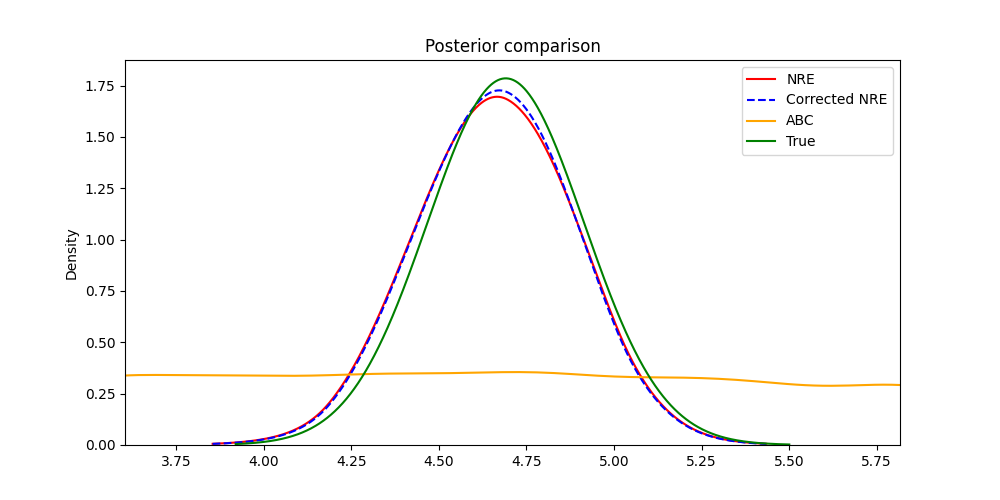 Posterior comparison
NRE
Corrected NRE
ABC
True
Density
1.75
1.50
1.25
1.00
0.75
0.50
0.25
0.00
3.75 4.00 4.25 4.50 4.75 5.00 5.25 5.50 5.75